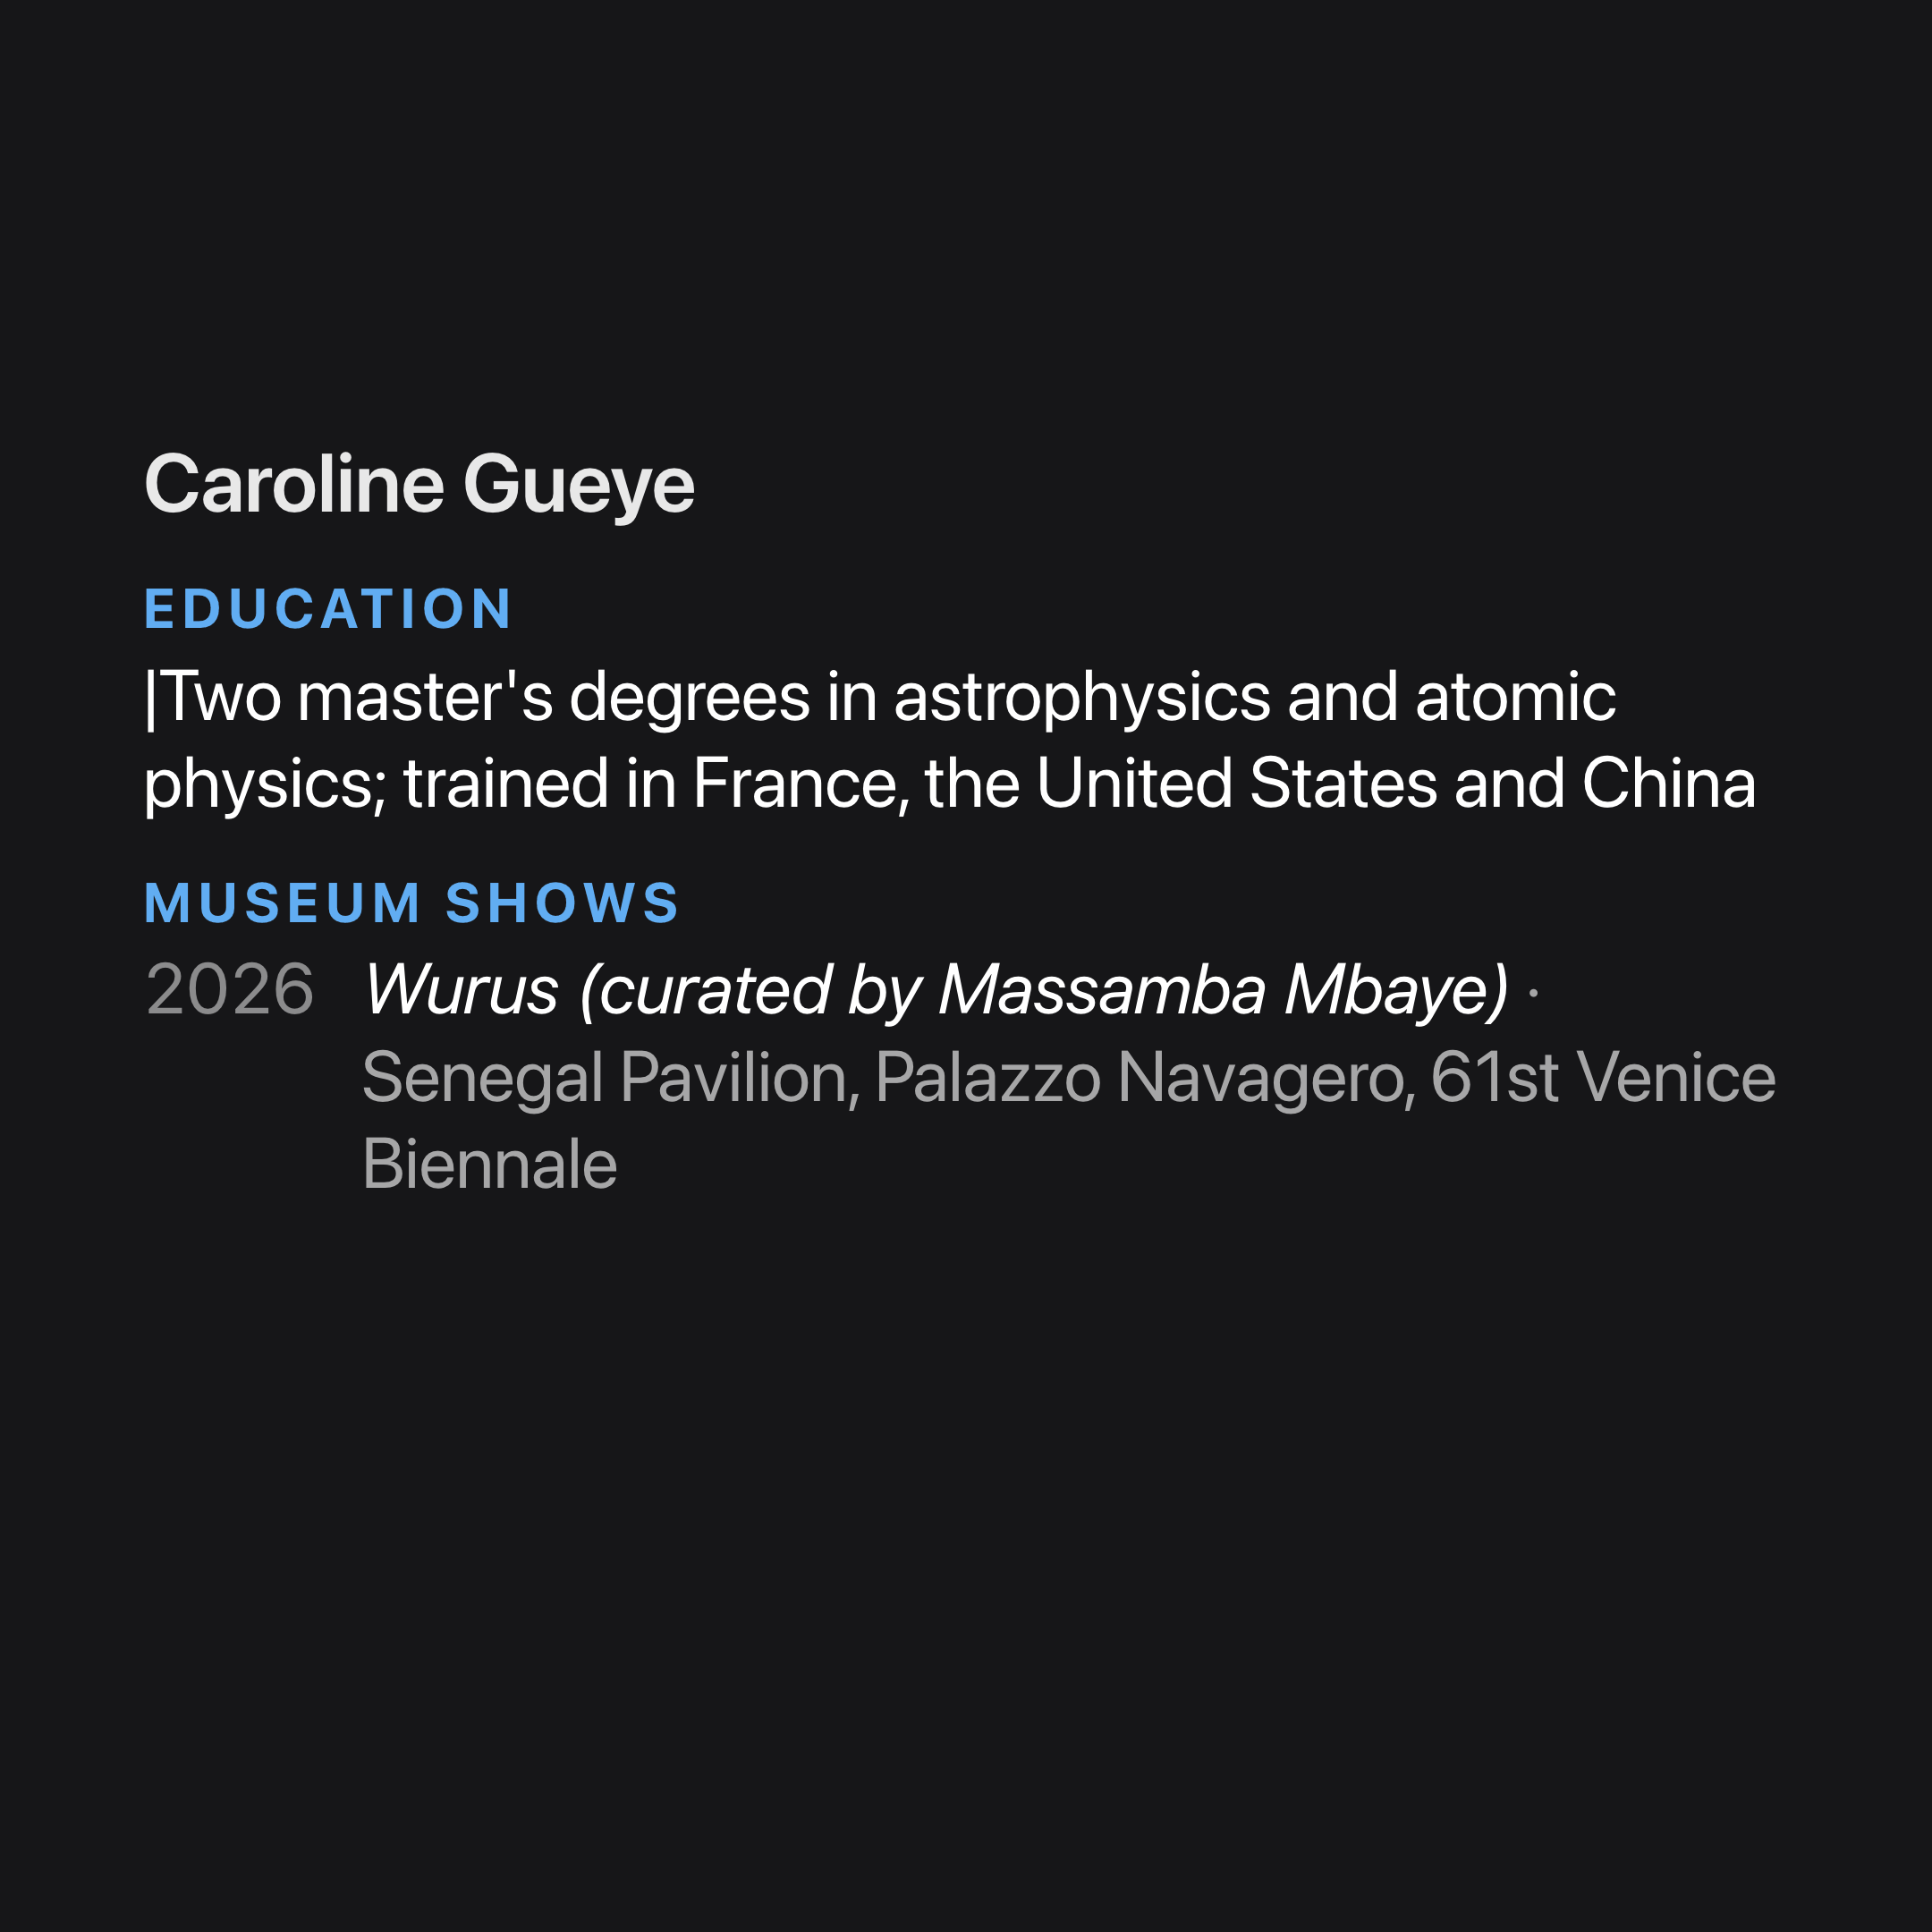 Caroline Gueye
EDUCATION
|Two master's degrees in astrophysics and atomic
physics; trained in France, the United States and China
MUSEUM SHOWS
2026 Wurus (curated by Massamba Mbaye) ·
Senegal Pavilion, Palazzo Navagero, 61st Venice
Biennale